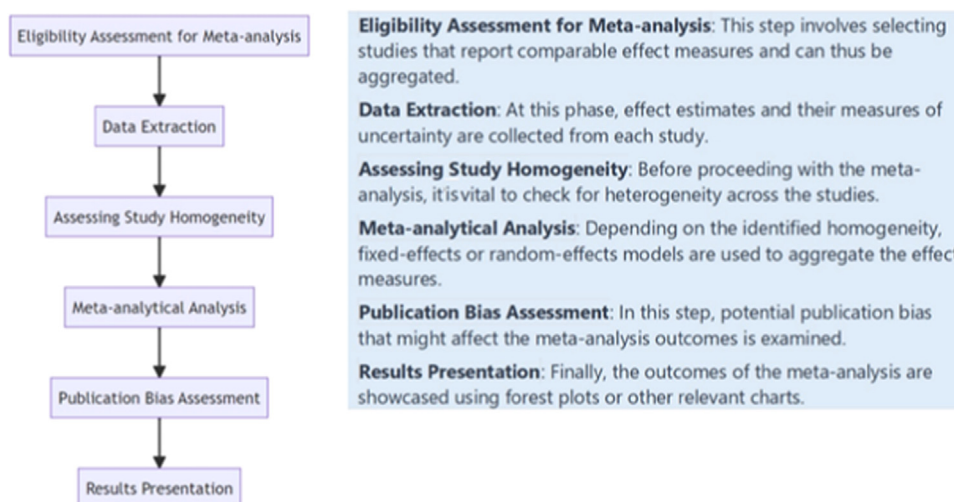 Eligibility Assessment for Meta-analysis
Data Extraction
Assessing Study Homogeneity
Meta-analytical Analysis
Publication Bias Assessment
Results Presentation
Eligibility Assessment for Meta-analysis: This step involves selecting
studies that report comparable effect measures and can thus be
aggregated.
Data Extraction: At this phase, effect estimates and their measures of
uncertainty are collected from each study.
Assessing Study Homogeneity: Before proceeding with the meta-
analysis, it is vital to check for heterogeneity across the studies.
Meta-analytical Analysis: Depending on the identified homogeneity,
fixed-effects or random-effects models are used to aggregate the effec
measures.
Publication Bias Assessment: In this step, potential publication bias
that might affect the meta-analysis outcomes is examined.
Results Presentation: Finally, the outcomes of the meta-analysis are
showcased using forest plots or other relevant charts.